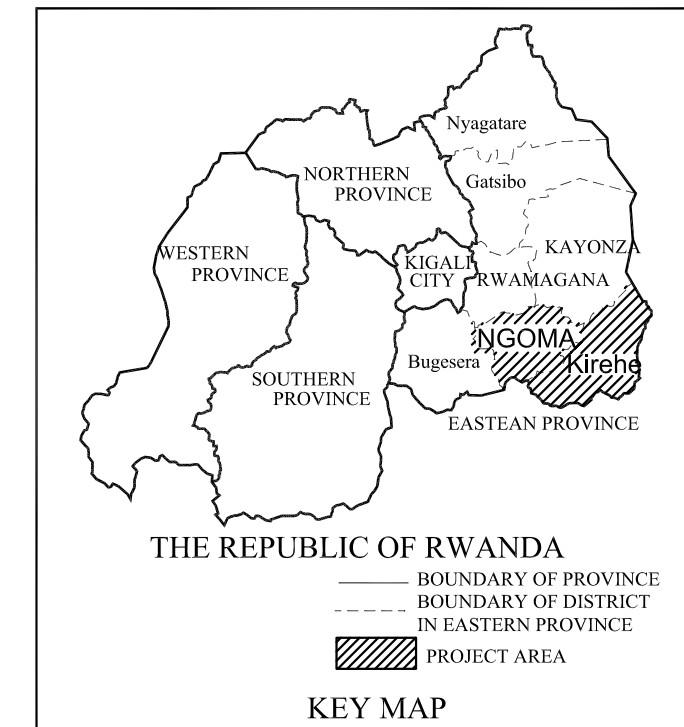 Nyagatare
NORTHERN
PROVINCE
Gatsibo
WESTERN
PROVINCE
KIGALI
CITY
KAYONZA
RWAMAGANA
NGOMA
Bugesera
Kirehe
SOUTHERN
PROVINCE
EASTEAN PROVINCE
THE REPUBLIC OF RWANDA
BOUNDARY OF PROVINCE
BOUNDARY OF DISTRICT
IN EASTERN PROVINCE
PROJECT AREA
KEY MAP